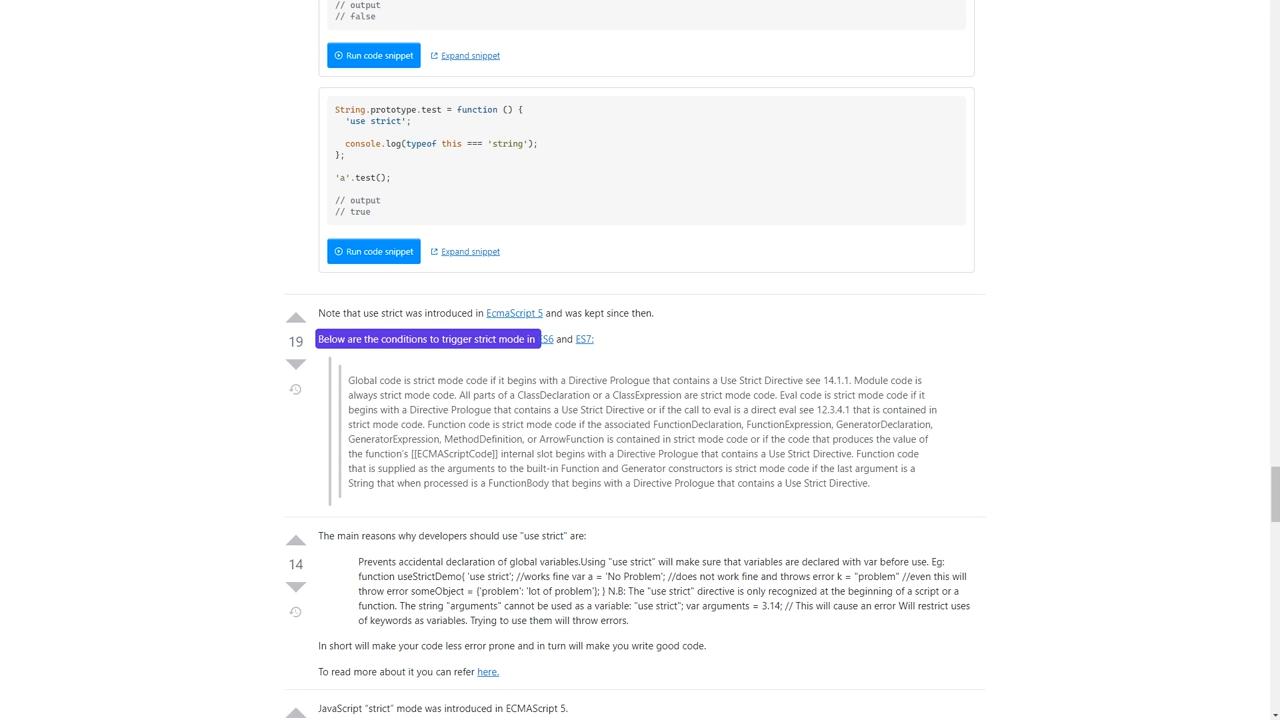 // output
// false
Run code snippet
Expand snippet
String.prototype.test = function () {
'use strict';
console.log(typeof this === 'string');
};
'a'.test();
// output
// true
Run code snippet
Expand snippet
Note that use strict was introduced in EcmaScript 5 and was kept since then.
19
Below are the conditions to trigger strict mode in ES6 and ES7:
Global code is strict mode code if it begins with a Directive Prologue that contains a Use Strict Directive see 14.1.1. Module code is
always strict mode code. All parts of a ClassDeclaration or a ClassExpression are strict mode code. Eval code is strict mode code if it
begins with a Directive Prologue that contains a Use Strict Directive or if the call to eval is a direct eval see 12.3.4.1 that is contained in
strict mode code. Function code is strict mode code if the associated FunctionDeclaration, FunctionExpression, GeneratorDeclaration,
GeneratorExpression, MethodDefinition, or ArrowFunction is contained in strict mode code or if the code that produces the value of
the function's [[ECMAScriptCode]] internal slot begins with a Directive Prologue that contains a Use Strict Directive. Function code
that is supplied as the arguments to the built-in Function and Generator constructors is strict mode code if the last argument is a
String that when processed is a FunctionBody that begins with a Directive Prologue that contains a Use Strict Directive.
The main reasons why developers should use "use strict" are:
14
Prevents accidental declaration of global variables.Using "use strict" will make sure that variables are declared with var before use. Eg:
function useStrictDemo{ 'use strict'; //works fine var a = 'No Problem'; //does not work fine and throws error k = "problem" //even this will
throw error someObject = {'problem': 'lot of problem'}; } N.B: The "use strict" directive is only recognized at the beginning of a script or a
function. The string "arguments" cannot be used as a variable: "use strict"; var arguments = 3.14; // This will cause an error Will restrict uses
of keywords as variables. Trying to use them will throw errors.
In short will make your code less error prone and in turn will make you write good code.
To read more about it you can refer here.
JavaScript “strict” mode was introduced in ECMAScript 5.